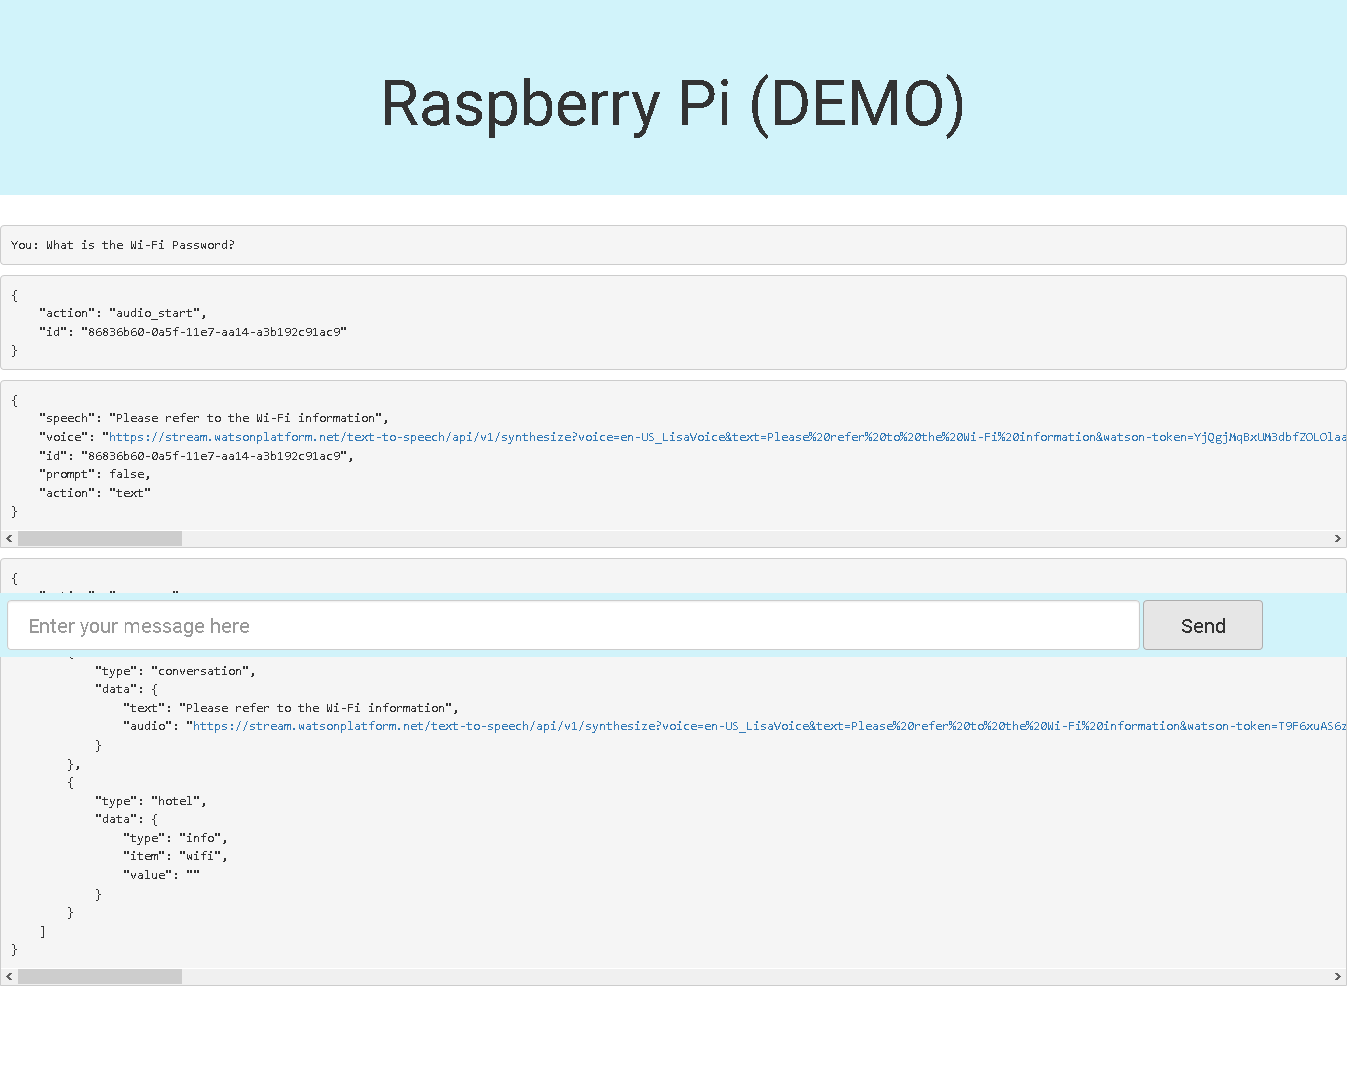 Raspberry Pi (DEMO)
You: What is the Wi-Fi Password?
{
"action": "audio_start",
"id": "86836b60-0a5f-11e7-aa14-a3b192c91ac9"
}
{
"speech": "Please refer to the Wi-Fi information",
"voice": "https://stream.watsonplatform.net/text-to-speech/api/v1/synthesize?voice=en-US_LisaVoice&text=Please%20refer%20to%20the%20Wi-Fi%20information&watson-token=YjQgjMqBxUM3dbfZOLOlaa
"id": "86836b60-0a5f-11e7-aa14-a3b192c91ac9",
"prompt": false,
"action": "text"
}
{
Enter your message here Send
"type": "conversation",
"data": {
"text": "Please refer to the Wi-Fi information",
"audio": "https://stream.watsonplatform.net/text-to-speech/api/v1/synthesize?voice=en-US_LisaVoice&text=Please%20refer%20to%20the%20Wi-Fi%20information&watson-token=T9F6xuAS6z
}
},
{
"type": "hotel",
"data": {
"type": "info",
"item": "wifi",
"value": ""
}
}
]
}